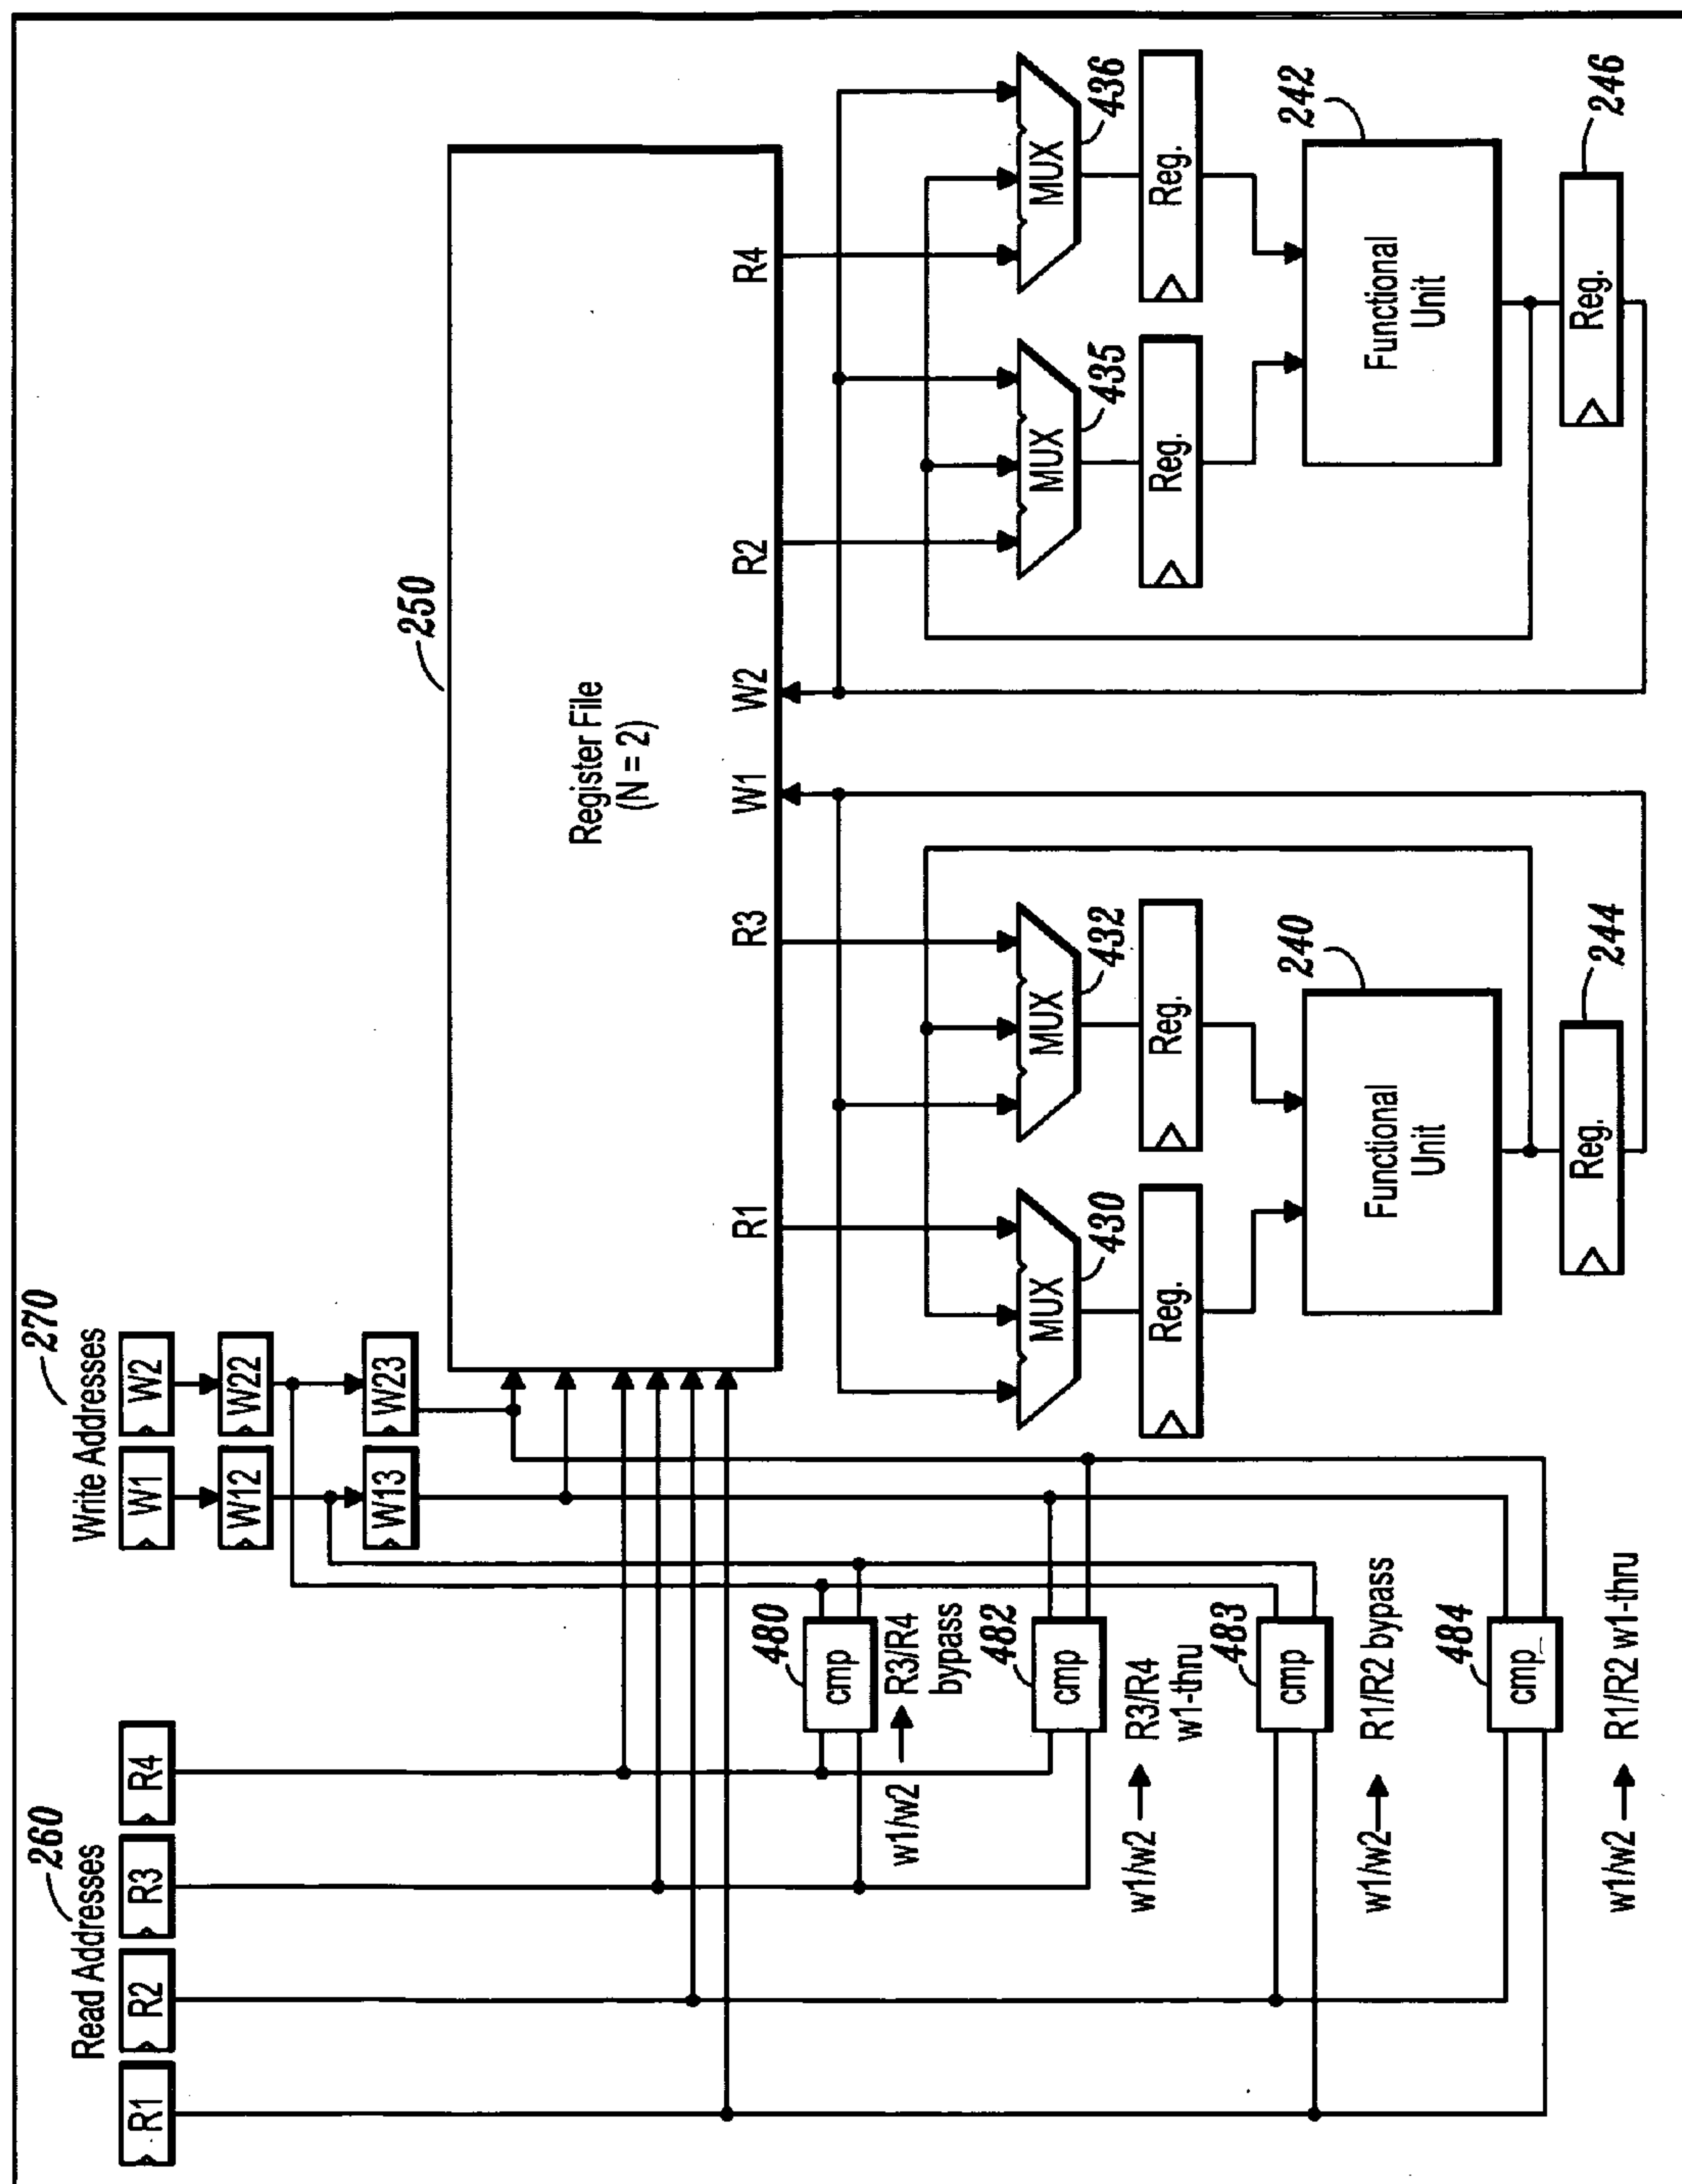 260
Read Addresses
R1
R2
R3
R4
270
Write Addresses
W1
W2
W12
W22
W13
W23
250
Register File
(N = 2)
R1
R3
W1
W2
R2
R4
480
cmp
w1/w2
R3/R4
bypass
482
cmp
w1/w2
R3/R4
w1-thru
483
cmp
w1/w2
R1/R2 bypass
484
cmp
w1/w2
R1/R2 w1-thru
MUX
430
MUX
432
MUX
435
MUX
436
Reg.
Reg.
Reg.
Reg.
240
Functional
Unit
242
Functional
Unit
244
Reg.
246
Reg.